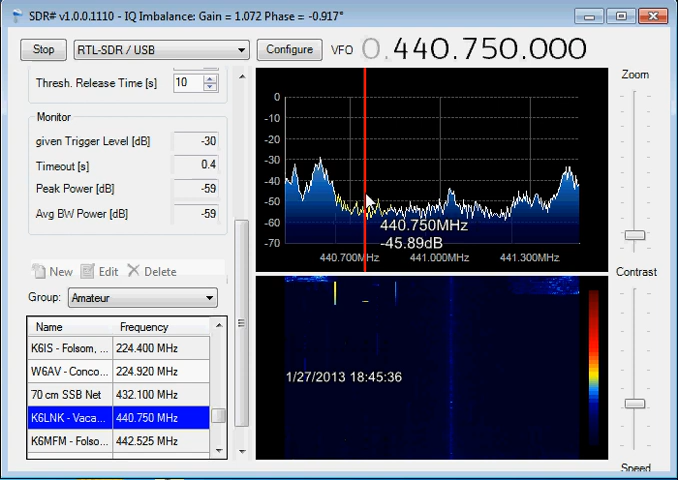 SDR# v1.0.0.1110 - IQ Imbalance: Gain = 1.072 Phase = -0.917°
Stop
RTL-SDR / USB
Configure
VFO
0.440.750.000
Thresh. Release Time [s]
10
Monitor
given Trigger Level [dB]
-30
Timeout [s]
0.4
Peak Power [dB]
-59
Avg BW Power [dB]
-59
New
Edit
Delete
Group:
Amateur
Name
Frequency
K6IS - Folsom, ...
224.400 MHz
W6AV - Conco...
224.920 MHz
70 cm SSB Net
432.100 MHz
K6LNK - Vaca...
440.750 MHz
K6MFM - Folso...
442.525 MHz
0
-10
-20
-30
-40
-50
-60
-70
440.750MHz
-45.89dB
440.700MHz
441.000MHz
441.300MHz
1/27/2013 18:45:36
Zoom
Contrast
Speed